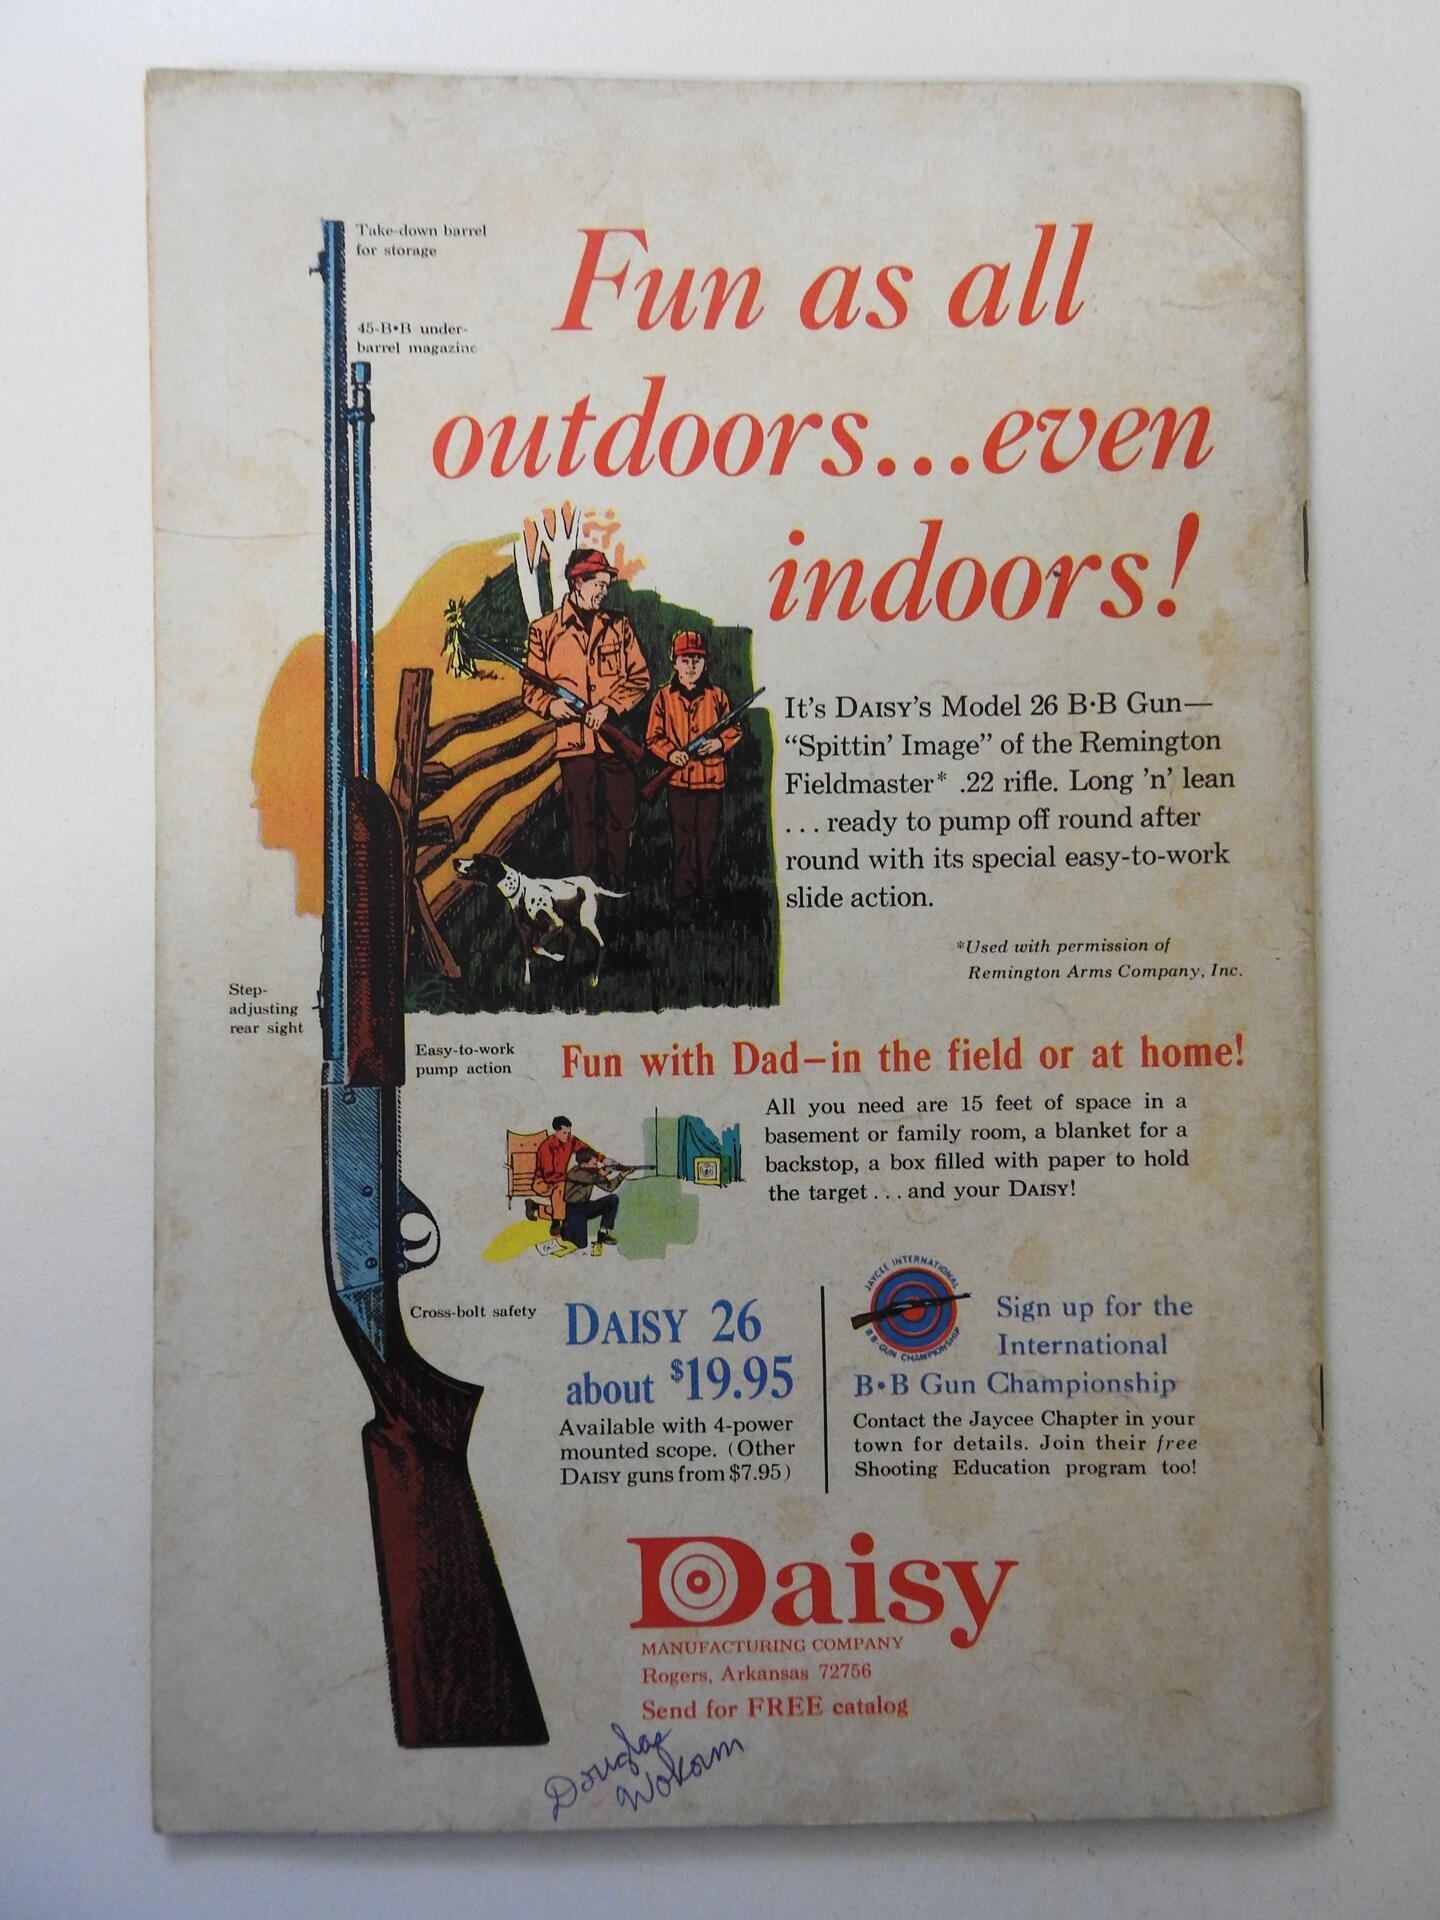 Take-down barrel
for storage
45-B•B under-
barrel magazine
Fun as all
outdoors...even
indoors!
It's DAISY's Model 26 B•B Gun—
“Spittin' Image” of the Remington
Fieldmaster* .22 rifle. Long 'n' lean
...ready to pump off round after
round with its special easy-to-work
slide action.
*Used with permission of
Remington Arms Company, Inc.
Step-
adjusting
rear sight
Easy-to-work
pump action
Fun with Dad—in the field or at home!
All you need are 15 feet of space in a
basement or family room, a blanket for a
backstop, a box filled with paper to hold
the target...and your DAISY!
Cross-bolt safety
DAISY 26
about $19.95
Available with 4-power
mounted scope. (Other
DAISY guns from $7.95)
JAYCEE INTERNATIONAL
BB-GUN CHAMPIONSHIP
Sign up for the
International
B•B Gun Championship
Contact the Jaycee Chapter in your
town for details. Join their free
Shooting Education program too!
Daisy
MANUFACTURING COMPANY
Rogers, Arkansas 72756
Send for FREE catalog
Douglas